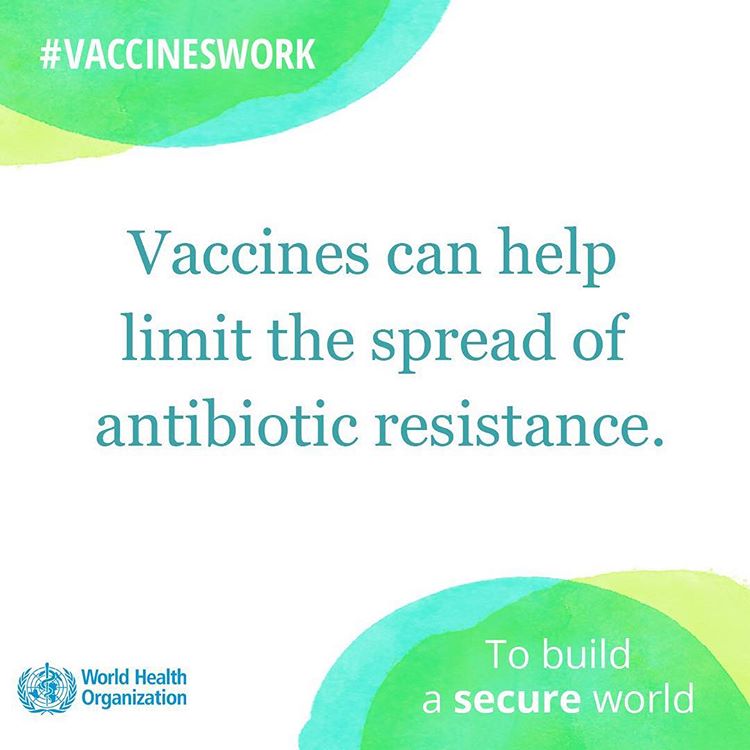 #VACCINESWORK
Vaccines can help
limit the spread of
antibiotic resistance.
World Health
Organization
To build
a secure world